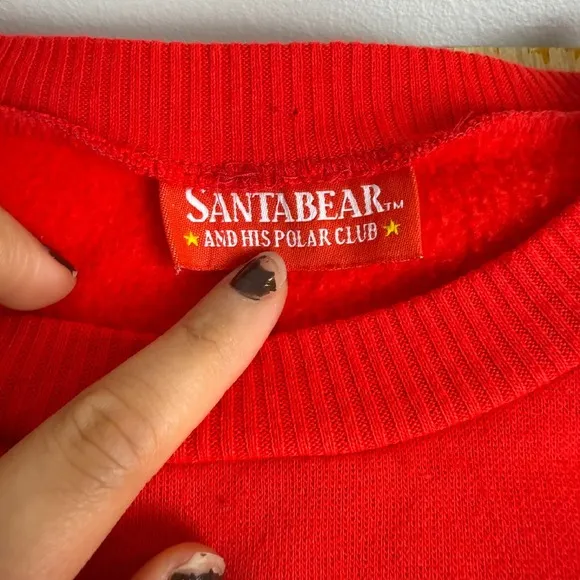 SANTABEAR™
★ AND HIS POLAR CLUB ★